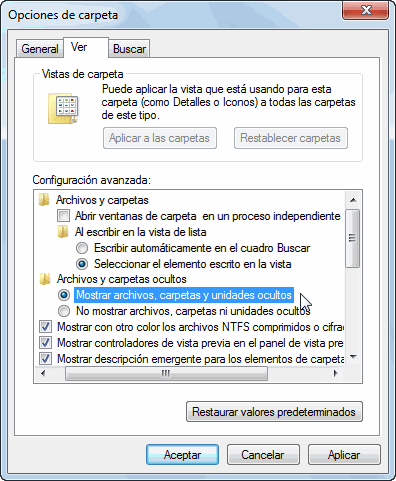 Opciones de carpeta
General Ver Buscar
Vistas de carpeta
Puede aplicar la vista que está usando para esta
carpeta (como Detalles o Iconos) a todas las carpetas
de este tipo.
Aplicar a las carpetas Restablecer carpetas
Configuración avanzada:
Archivos y carpetas
Abrir ventanas de carpeta en un proceso independiente
Al escribir en la vista de lista
Escribir automáticamente en el cuadro Buscar
Seleccionar el elemento escrito en la vista
Archivos y carpetas ocultos
Mostrar archivos, carpetas y unidades ocultos
No mostrar archivos, carpetas ni unidades ocultos
Mostrar con otro color los archivos NTFS comprimidos o cifra
Mostrar controladores de vista previa en el panel de vista pre
Mostrar descripción emergente para los elementos de carpeta
Restaurar valores predeterminados
Aceptar Cancelar Aplicar